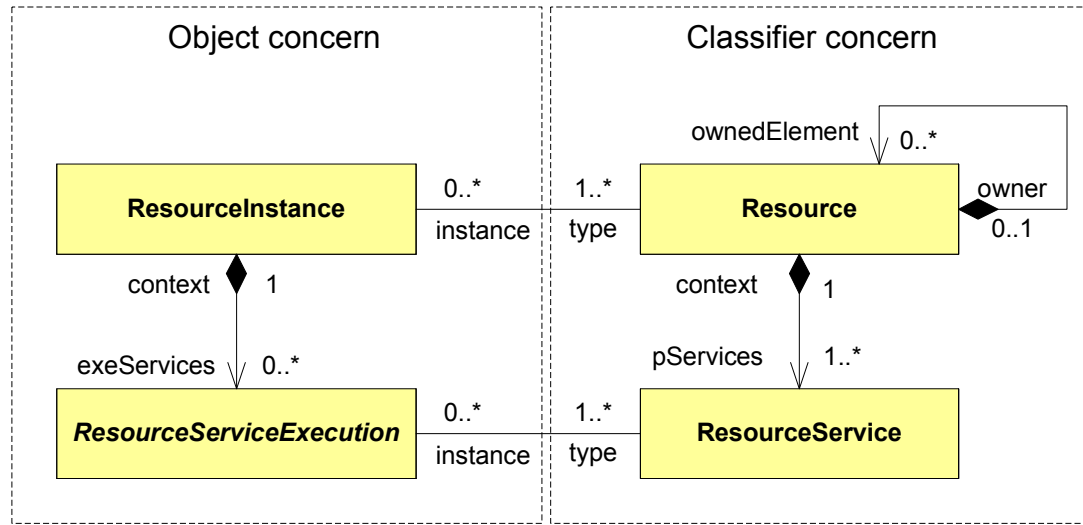 Object concern
Classifier concern
ownedElement
0..*
ResourceInstance
0..*
1..*
Resource
owner
instance
type
0..1
context
1
context
1
exeServices
0..*
pServices
1..*
ResourceServiceExecution
0..*
1..*
ResourceService
instance
type